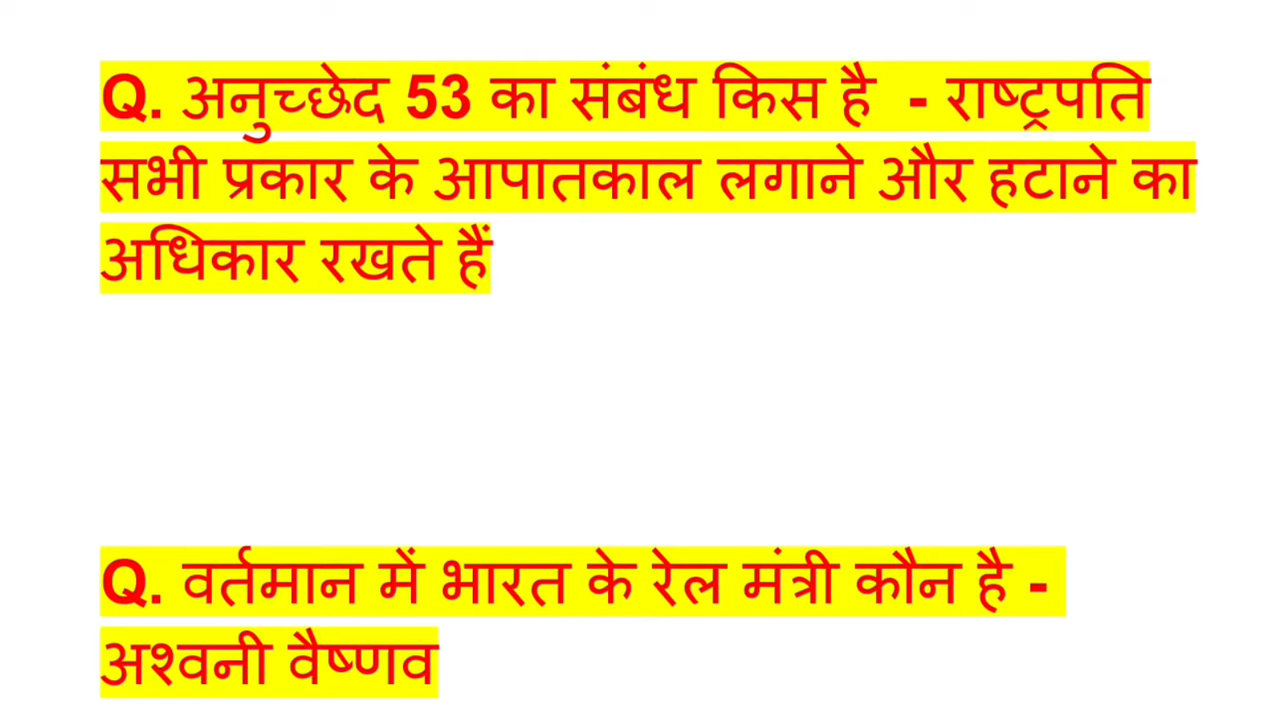 Q. अनुच्छेद 53 का संबंध किस है - राष्ट्रपति
सभी प्रकार के आपातकाल लगाने और हटाने का
अधिकार रखते हैं
Q. वर्तमान में भारत के रेल मंत्री कौन है -
अश्वनी वैष्णव